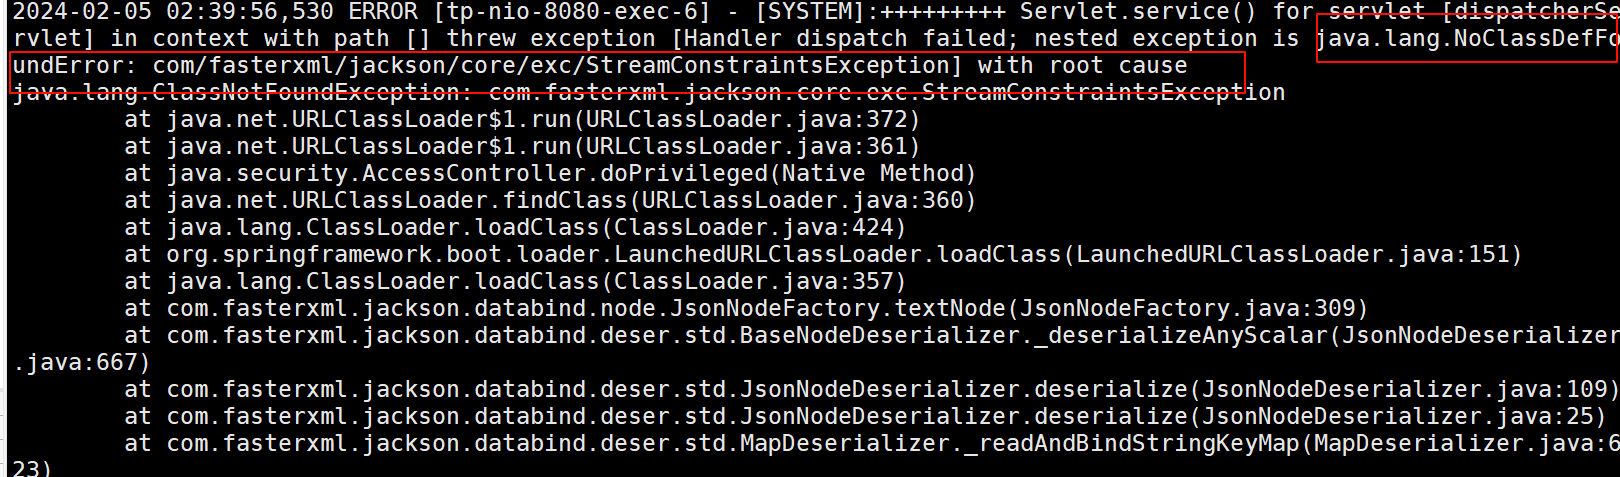 2024-02-05 02:39:56,530 ERROR [tp-nio-8080-exec-6] - [SYSTEM]:+++++++++ Servlet.service() for servlet [dispatcherSe
rvlet] in context with path [] threw exception [Handler dispatch failed; nested exception is java.lang.NoClassDefFo
undError: com/fasterxml/jackson/core/exc/StreamConstraintsException] with root cause
java.lang.ClassNotFoundException: com.fasterxml.jackson.core.exc.StreamConstraintsException
at java.net.URLClassLoader$1.run(URLClassLoader.java:372)
at java.net.URLClassLoader$1.run(URLClassLoader.java:361)
at java.security.AccessController.doPrivileged(Native Method)
at java.net.URLClassLoader.findClass(URLClassLoader.java:360)
at java.lang.ClassLoader.loadClass(ClassLoader.java:424)
at org.springframework.boot.loader.LaunchedURLClassLoader.loadClass(LaunchedURLClassLoader.java:151)
at java.lang.ClassLoader.loadClass(ClassLoader.java:357)
at com.fasterxml.jackson.databind.node.JsonNodeFactory.textNode(JsonNodeFactory.java:309)
at com.fasterxml.jackson.databind.deser.std.BaseNodeDeserializer._deserializeAnyScalar(JsonNodeDeserializer
.java:667)
at com.fasterxml.jackson.databind.deser.std.JsonNodeDeserializer.deserialize(JsonNodeDeserializer.java:109)
at com.fasterxml.jackson.databind.deser.std.JsonNodeDeserializer.deserialize(JsonNodeDeserializer.java:25)
at com.fasterxml.jackson.databind.deser.std.MapDeserializer._readAndBindStringKeyMap(MapDeserializer.java:6
23)